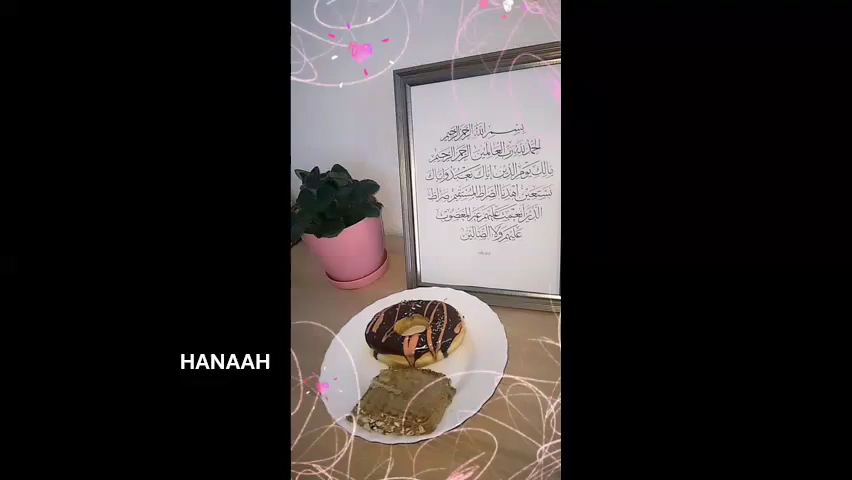 بسم الله الرحمن الرحيم
الحمد لله رب العالمين الرحمن الرحيم
مالك يوم الدين إياك نعبد وإياك
نستعين اهدنا الصراط المستقيم صراط
الذين أنعمت عليهم غير المغضوب
عليهم ولا الضالين
HANAAH